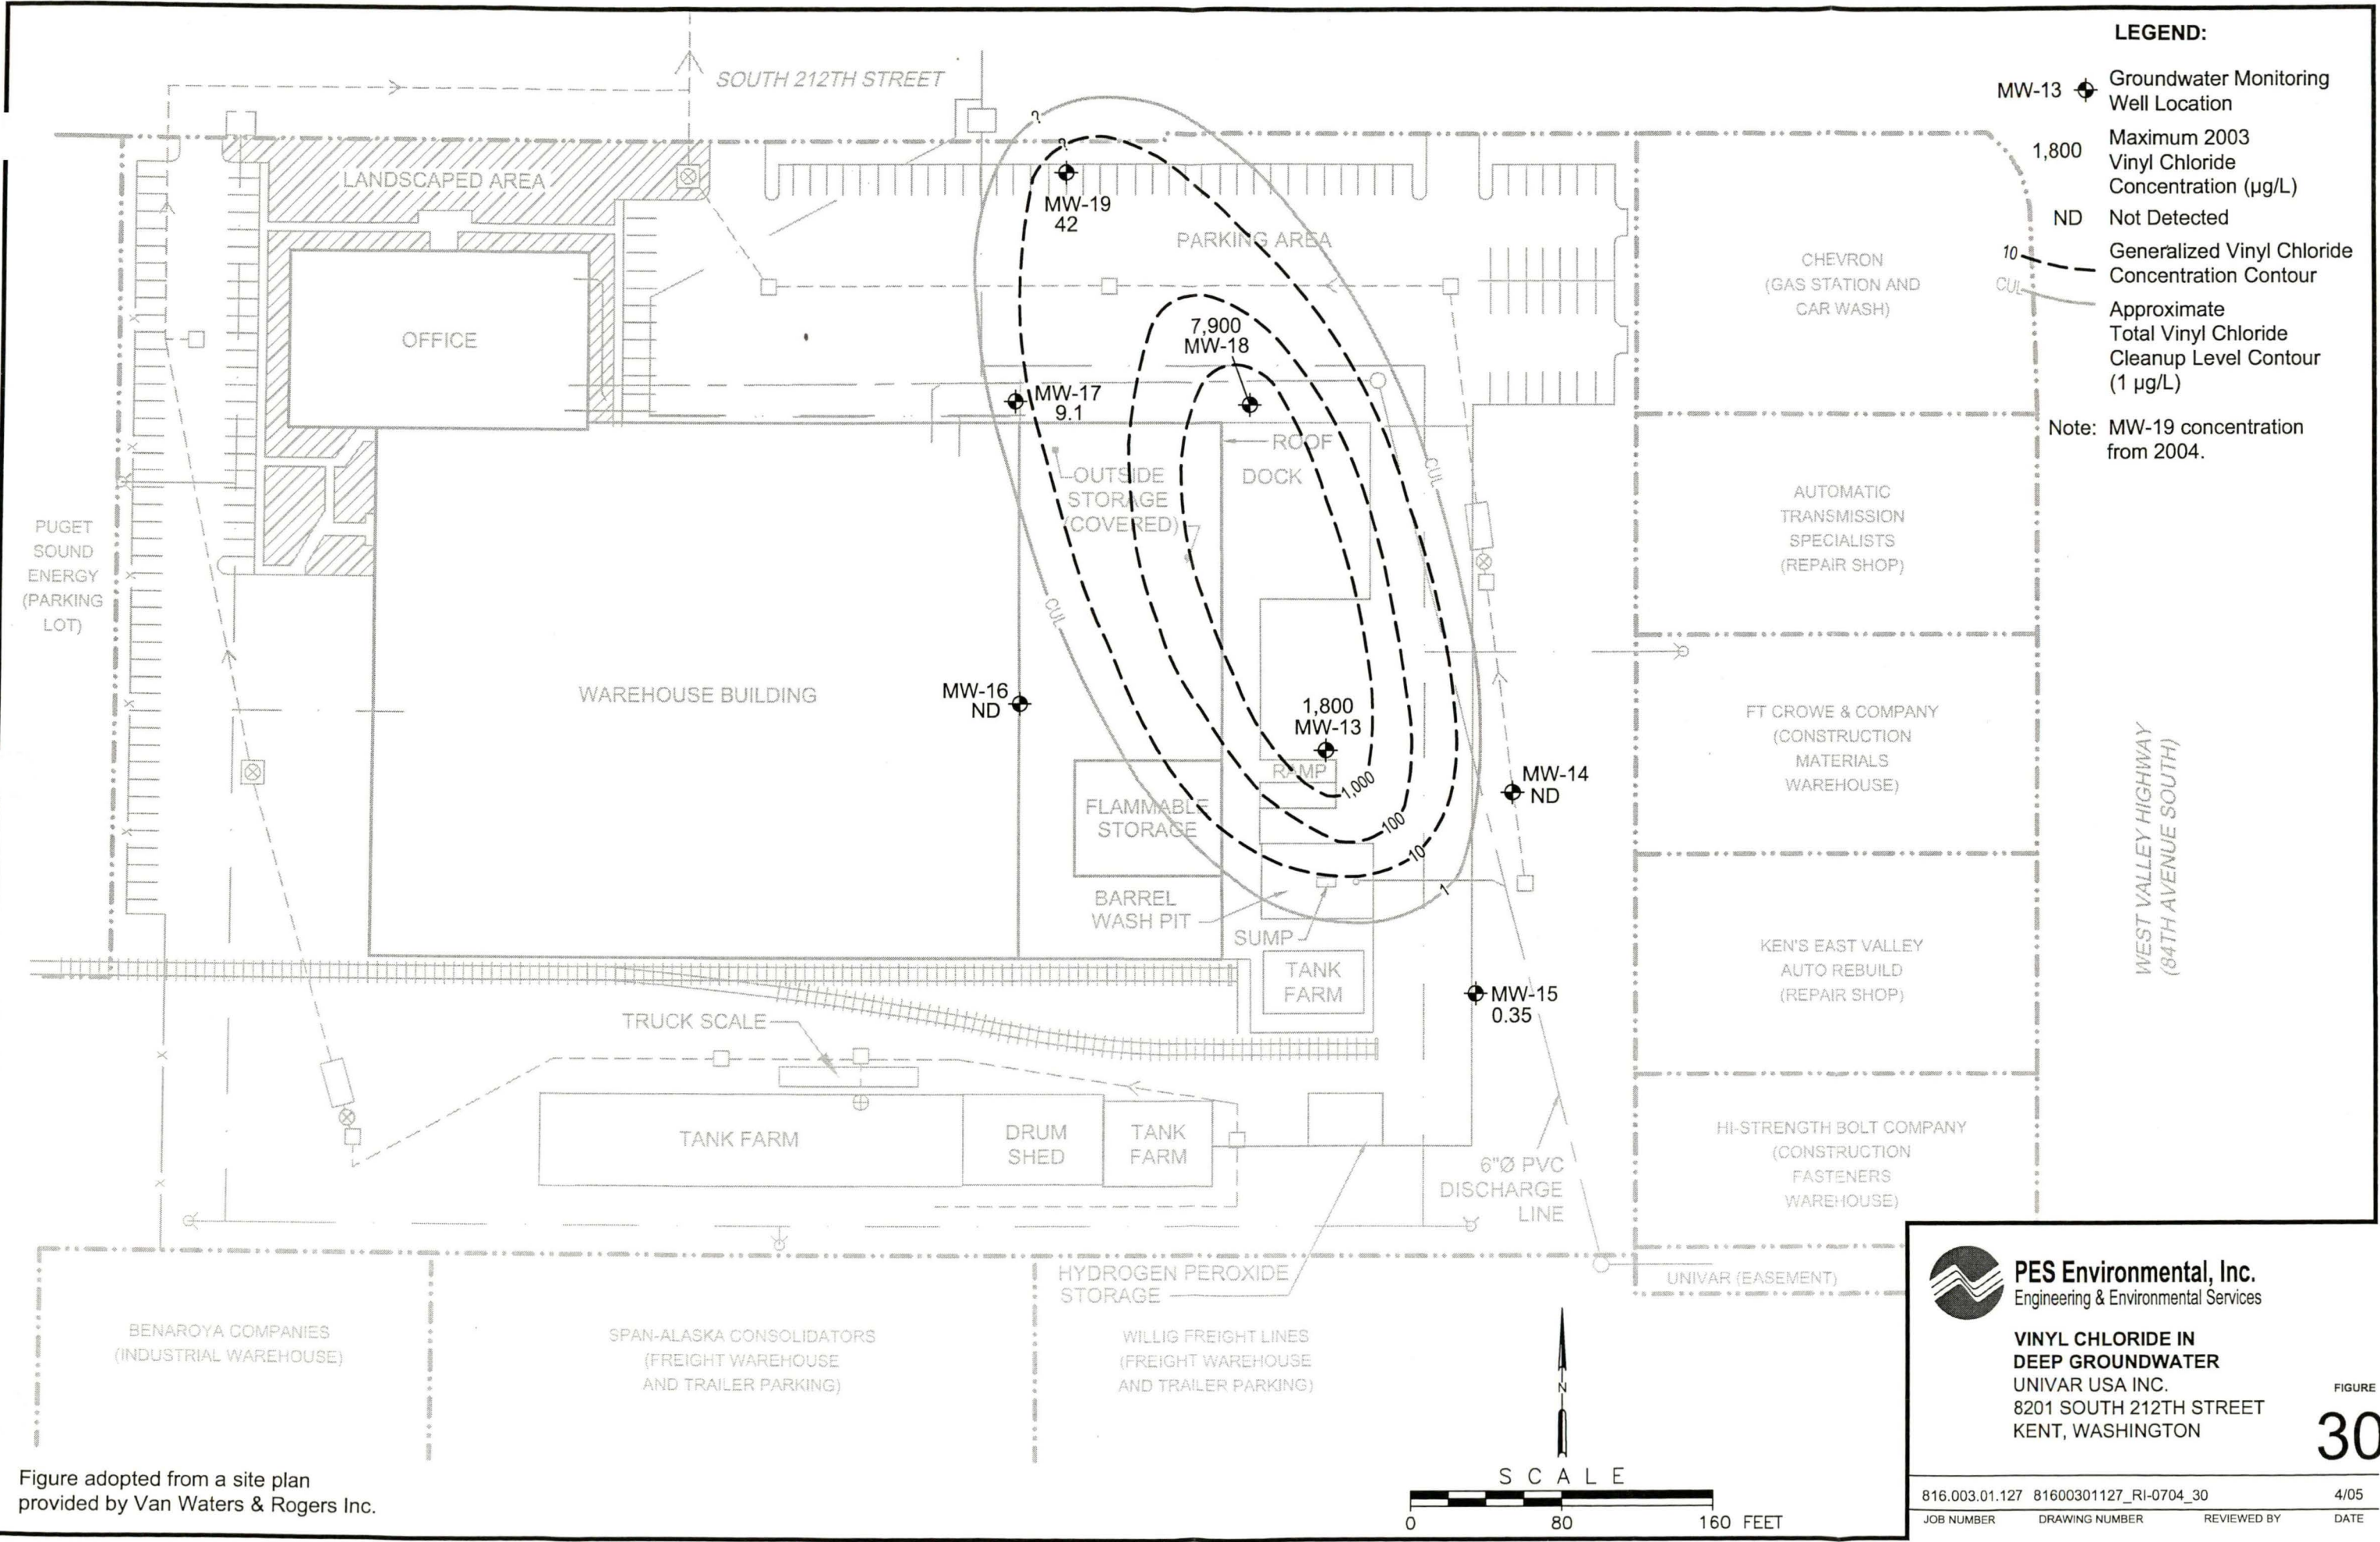 LEGEND:
MW-13
Groundwater Monitoring
Well Location
1,800
Maximum 2003
Vinyl Chloride
Concentration (µg/L)
ND
Not Detected
10
Generalized Vinyl Chloride
Concentration Contour
CUL
Approximate
Total Vinyl Chloride
Cleanup Level Contour
(1 µg/L)
Note: MW-19 concentration
from 2004.
SOUTH 212TH STREET
?
?
LANDSCAPED AREA
MW-19
42
PARKING AREA
CHEVRON
(GAS STATION AND
CAR WASH)
OFFICE
7,900
MW-18
MW-17
9.1
ROOF
DOCK
OUTSIDE
STORAGE
(COVERED)
CUL
AUTOMATIC
TRANSMISSION
SPECIALISTS
(REPAIR SHOP)
PUGET
SOUND
ENERGY
(PARKING
LOT)
CUL
WAREHOUSE BUILDING
MW-16
ND
1,800
MW-13
RAMP
1,000
100
10
1
FT CROWE & COMPANY
(CONSTRUCTION
MATERIALS
WAREHOUSE)
MW-14
ND
FLAMMABLE
STORAGE
BARREL
WASH PIT
SUMP
TANK
FARM
MW-15
0.35
KEN'S EAST VALLEY
AUTO REBUILD
(REPAIR SHOP)
WEST VALLEY HIGHWAY
(84TH AVENUE SOUTH)
TRUCK SCALE
TANK FARM
DRUM
SHED
TANK
FARM
HI-STRENGTH BOLT COMPANY
(CONSTRUCTION
FASTENERS
WAREHOUSE)
6"Ø PVC
DISCHARGE
LINE
HYDROGEN PEROXIDE
STORAGE
UNIVAR (EASEMENT)
BENAROYA COMPANIES
(INDUSTRIAL WAREHOUSE)
SPAN-ALASKA CONSOLIDATORS
(FREIGHT WAREHOUSE
AND TRAILER PARKING)
WILLIG FREIGHT LINES
(FREIGHT WAREHOUSE
AND TRAILER PARKING)
N
SCALE
0 80 160 FEET
Figure adopted from a site plan
provided by Van Waters & Rogers Inc.
PES Environmental, Inc.
Engineering & Environmental Services
VINYL CHLORIDE IN
DEEP GROUNDWATER
UNIVAR USA INC.
8201 SOUTH 212TH STREET
KENT, WASHINGTON
FIGURE
30
816.003.01.127 81600301127_RI-0704_30 4/05
JOB NUMBER DRAWING NUMBER REVIEWED BY DATE